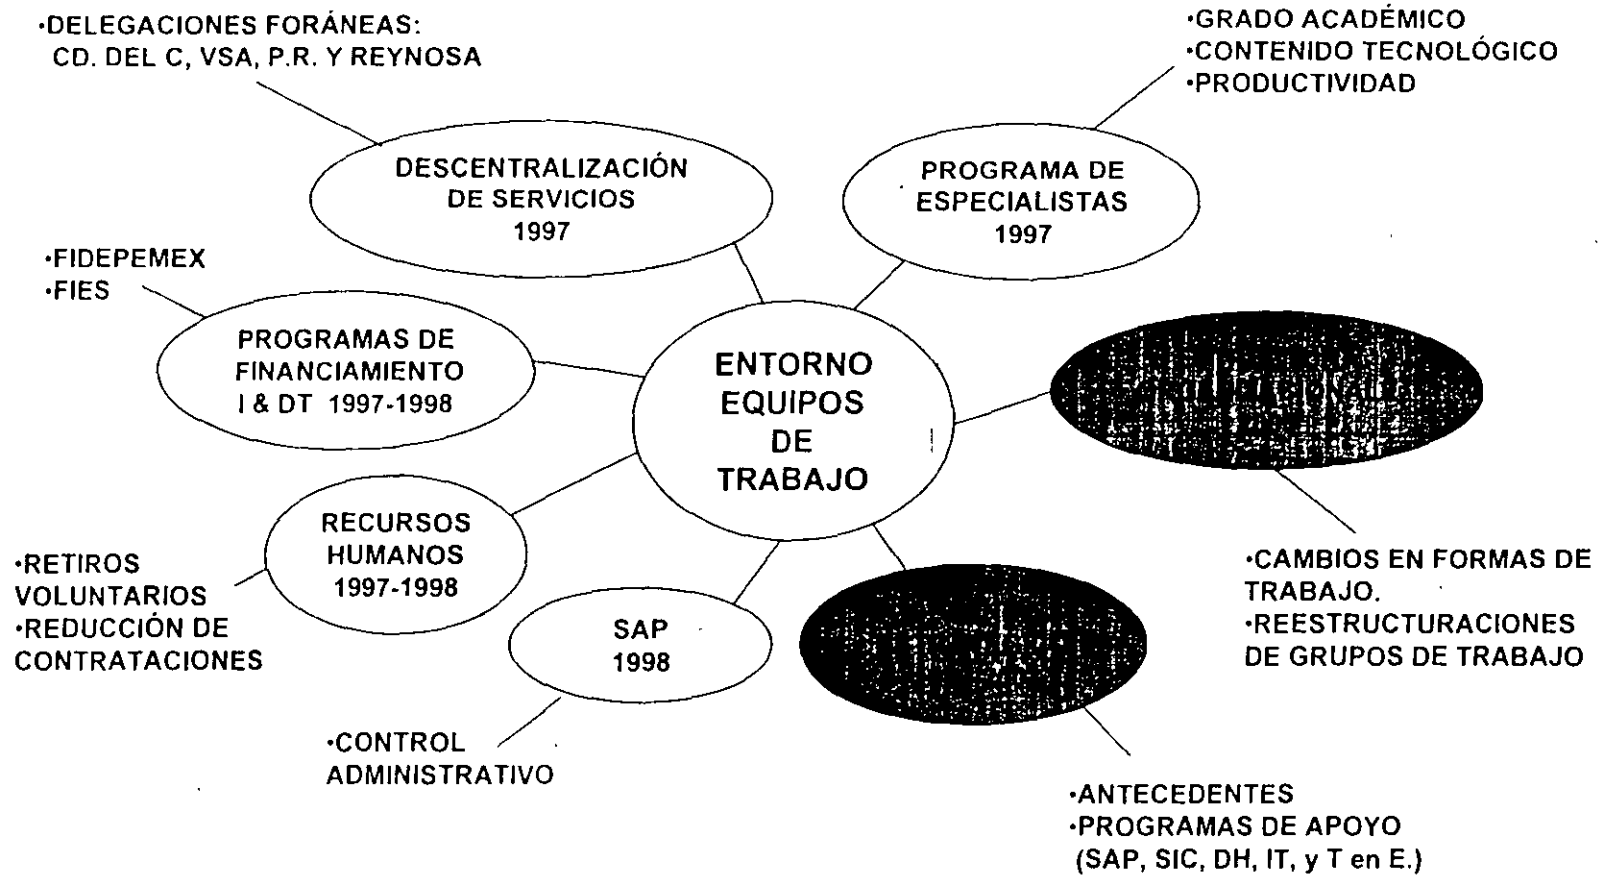 •DELEGACIONES FORÁNEAS:
CD. DEL C, VSA, P.R. Y REYNOSA
•GRADO ACADÉMICO
•CONTENIDO TECNOLÓGICO
•PRODUCTIVIDAD
DESCENTRALIZACIÓN
DE SERVICIOS
1997
PROGRAMA DE
ESPECIALISTAS
1997
•FIDEPEMEX
•FIES
PROGRAMAS DE
FINANCIAMIENTO
I & DT 1997-1998
ENTORNO
EQUIPOS
DE
TRABAJO
RECURSOS
HUMANOS
1997-1998
•RETIROS
VOLUNTARIOS
•REDUCCIÓN DE
CONTRATACIONES
SAP
1998
•CONTROL
ADMINISTRATIVO
•CAMBIOS EN FORMAS DE
TRABAJO.
•REESTRUCTURACIONES
DE GRUPOS DE TRABAJO
•ANTECEDENTES
•PROGRAMAS DE APOYO
(SAP, SIC, DH, IT, y T en E.)